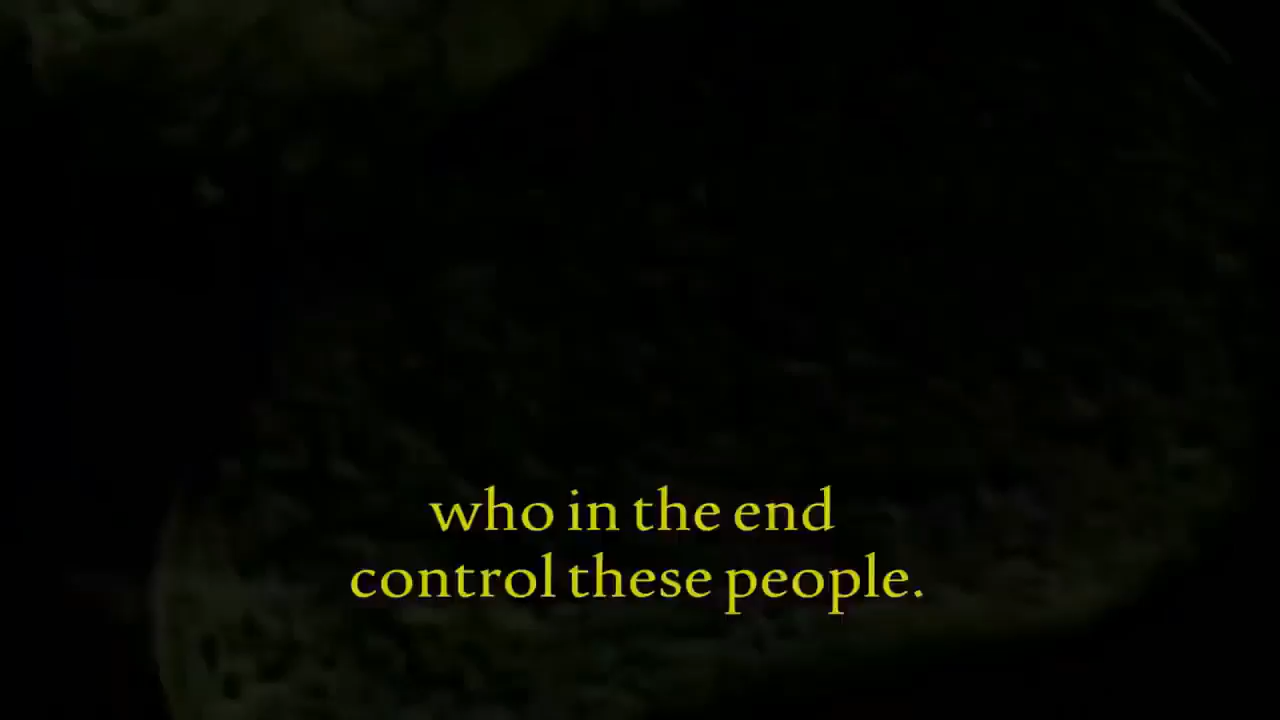 who in the end
control these people.